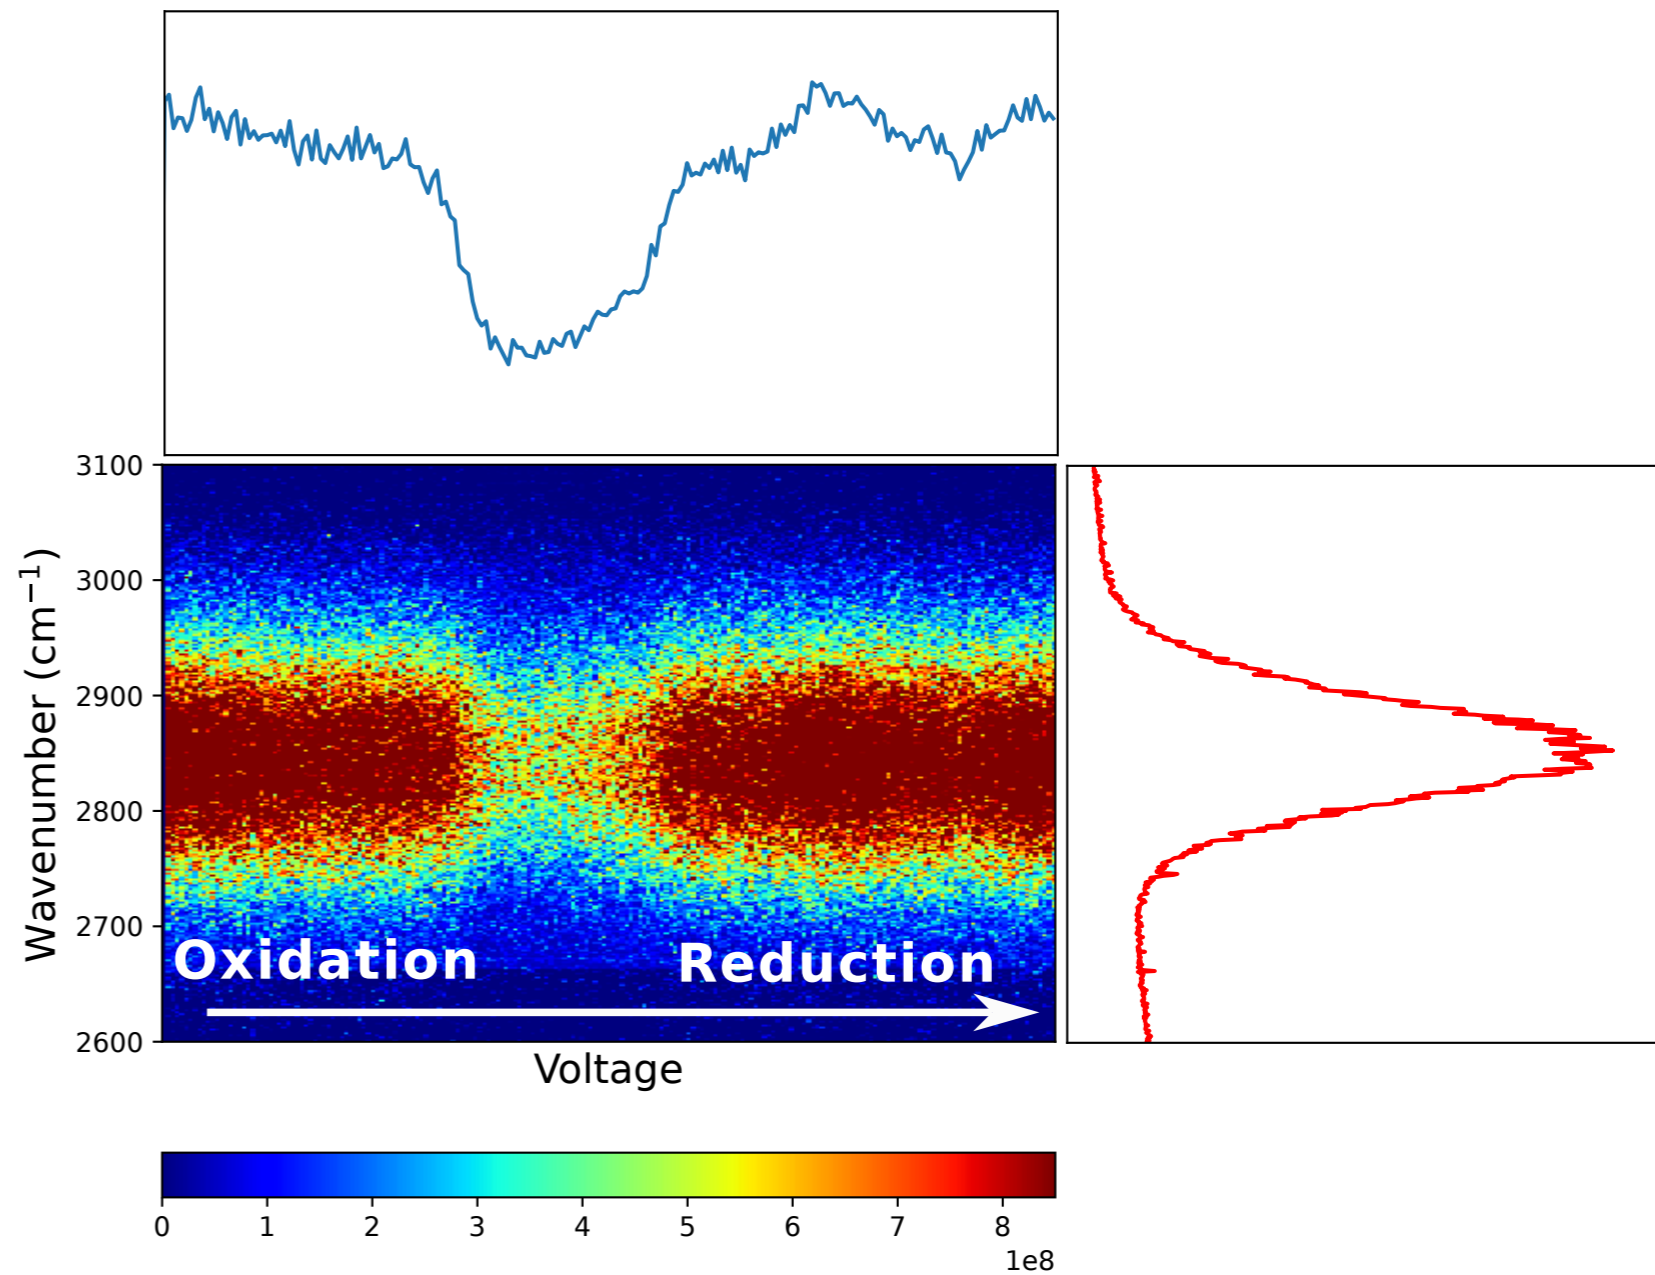 3100
3000
2900
2800
2700
2600
Wavenumber (cm⁻¹)
Oxidation
Reduction
Voltage
0 1 2 3 4 5 6 7 8
1e8